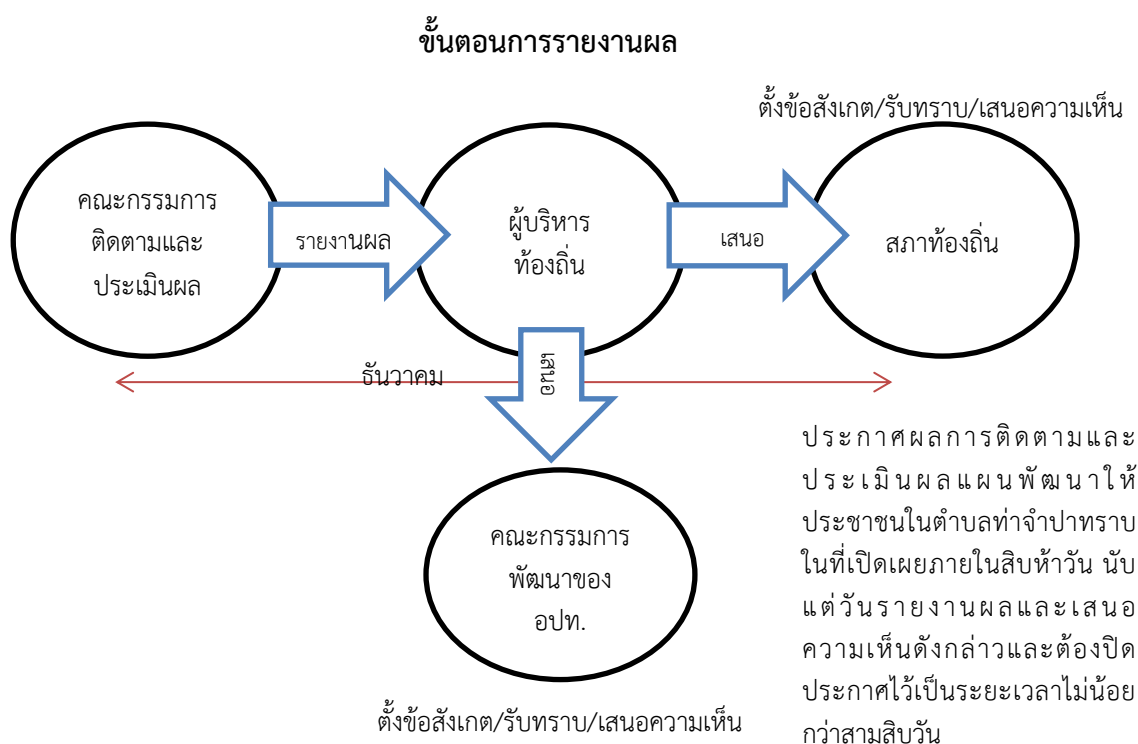 ขั้นตอนการรายงานผล
ตั้งข้อสังเกต/รับทราบ/เสนอความเห็น
คณะกรรมการ
ติดตามและ
ประเมินผล
รายงานผล
ผู้บริหาร
ท้องถิ่น
เสนอ
สภาท้องถิ่น
เสนอ
ธันวาคม
คณะกรรมการ
พัฒนาของ
อปท.
ตั้งข้อสังเกต/รับทราบ/เสนอความเห็น
ประกาศผลการติดตามและ
ประเมินผลแผนพัฒนาให้
ประชาชนในตำบลท่าจำปาทราบ
ในที่เปิดเผยภายในสิบห้าวัน นับ
แต่วันรายงานผลและเสนอ
ความเห็นดังกล่าวและต้องปิด
ประกาศไว้เป็นระยะเวลาไม่น้อย
กว่าสามสิบวัน